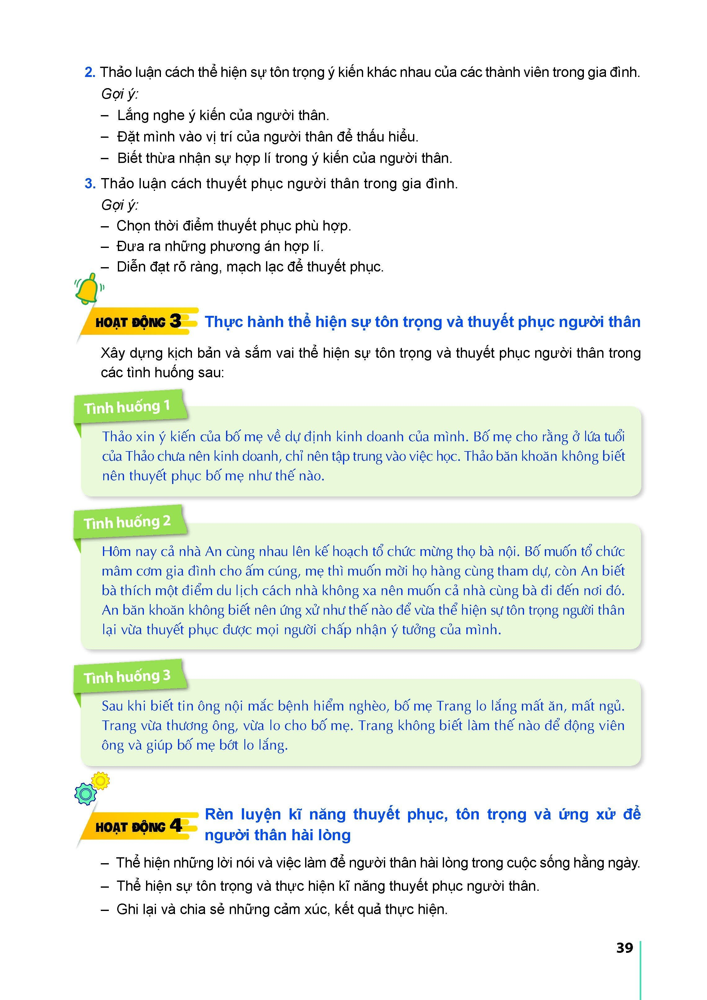 2. Thảo luận cách thể hiện sự tôn trọng ý kiến khác nhau của các thành viên trong gia đình.
Gợi ý:
– Lắng nghe ý kiến của người thân.
– Đặt mình vào vị trí của người thân để thấu hiểu.
– Biết thừa nhận sự hợp lí trong ý kiến của người thân.
3. Thảo luận cách thuyết phục người thân trong gia đình.
Gợi ý:
– Chọn thời điểm thuyết phục phù hợp.
– Đưa ra những phương án hợp lí.
– Diễn đạt rõ ràng, mạch lạc để thuyết phục.
HOẠT ĐỘNG 3 Thực hành thể hiện sự tôn trọng và thuyết phục người thân
Xây dựng kịch bản và sắm vai thể hiện sự tôn trọng và thuyết phục người thân trong
các tình huống sau:
Tình huống 1
Thảo xin ý kiến của bố mẹ về dự định kinh doanh của mình. Bố mẹ cho rằng ở lứa tuổi
của Thảo chưa nên kinh doanh, chỉ nên tập trung vào việc học. Thảo băn khoăn không biết
nên thuyết phục bố mẹ như thế nào.
Tình huống 2
Hôm nay cả nhà An cùng nhau lên kế hoạch tổ chức mừng thọ bà nội. Bố muốn tổ chức
mâm cơm gia đình cho ấm cúng, mẹ thì muốn mời họ hàng cùng tham dự, còn An biết
bà thích một điểm du lịch cách nhà không xa nên muốn cả nhà cùng bà đi đến nơi đó.
An băn khoăn không biết nên ứng xử như thế nào để vừa thể hiện sự tôn trọng người thân
lại vừa thuyết phục được mọi người chấp nhận ý tưởng của mình.
Tình huống 3
Sau khi biết tin ông nội mắc bệnh hiểm nghèo, bố mẹ Trang lo lắng mất ăn, mất ngủ.
Trang vừa thương ông, vừa lo cho bố mẹ. Trang không biết làm thế nào để động viên
ông và giúp bố mẹ bớt lo lắng.
HOẠT ĐỘNG 4 Rèn luyện kĩ năng thuyết phục, tôn trọng và ứng xử để
người thân hài lòng
– Thể hiện những lời nói và việc làm để người thân hài lòng trong cuộc sống hằng ngày.
– Thể hiện sự tôn trọng và thực hiện kĩ năng thuyết phục người thân.
– Ghi lại và chia sẻ những cảm xúc, kết quả thực hiện.
39